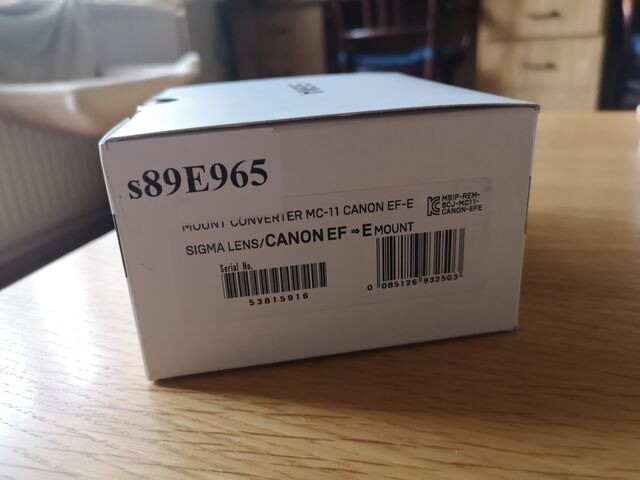 s89E965
MOUNT CONVERTER MC-11 CANON EF-E
SIGMA LENS/CANON EF ⇒ E MOUNT
MSIP-REM-
SCJ-MC11-
CANON-EFE
Serial No.
53815916
0 085126 932503